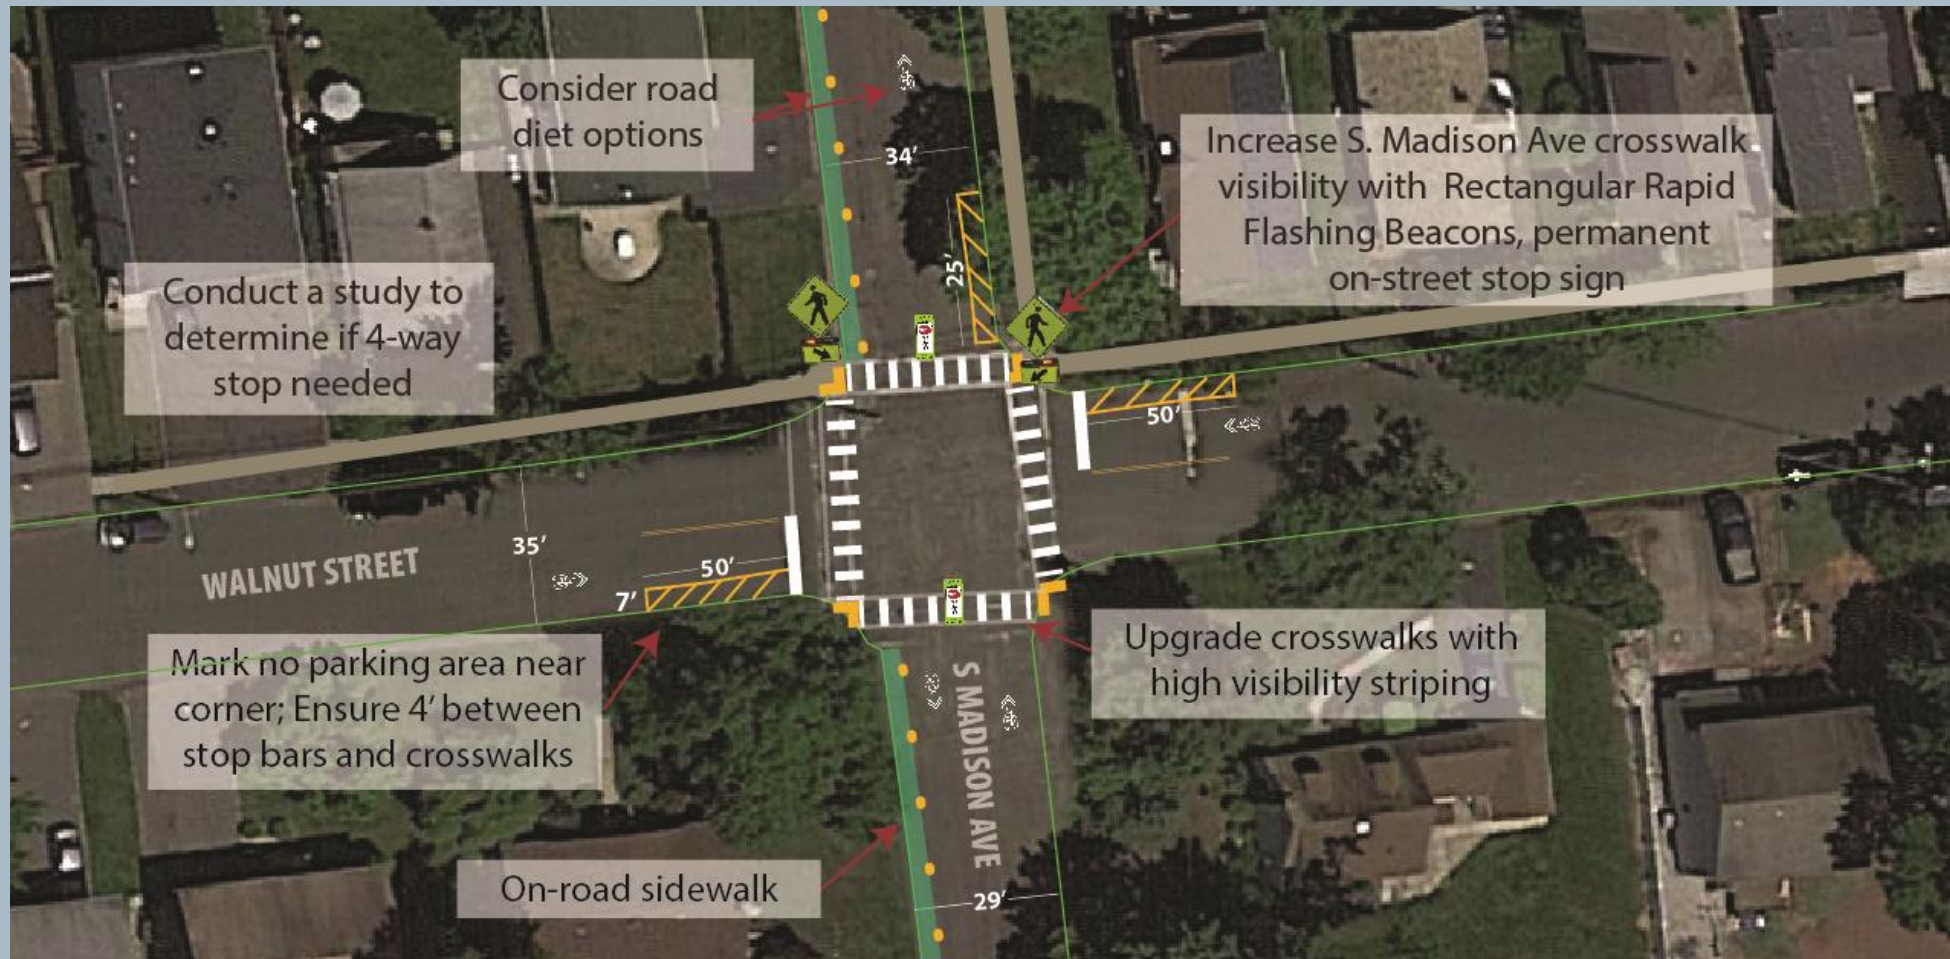 Consider road
diet options
34'
25'
Increase S. Madison Ave crosswalk
visibility with Rectangular Rapid
Flashing Beacons, permanent
on-street stop sign
Conduct a study to
determine if 4-way
stop needed
50'
35'
WALNUT STREET
50'
7'
Mark no parking area near
corner; Ensure 4' between
stop bars and crosswalks
Upgrade crosswalks with
high visibility striping
S MADISON AVE
On-road sidewalk
29'